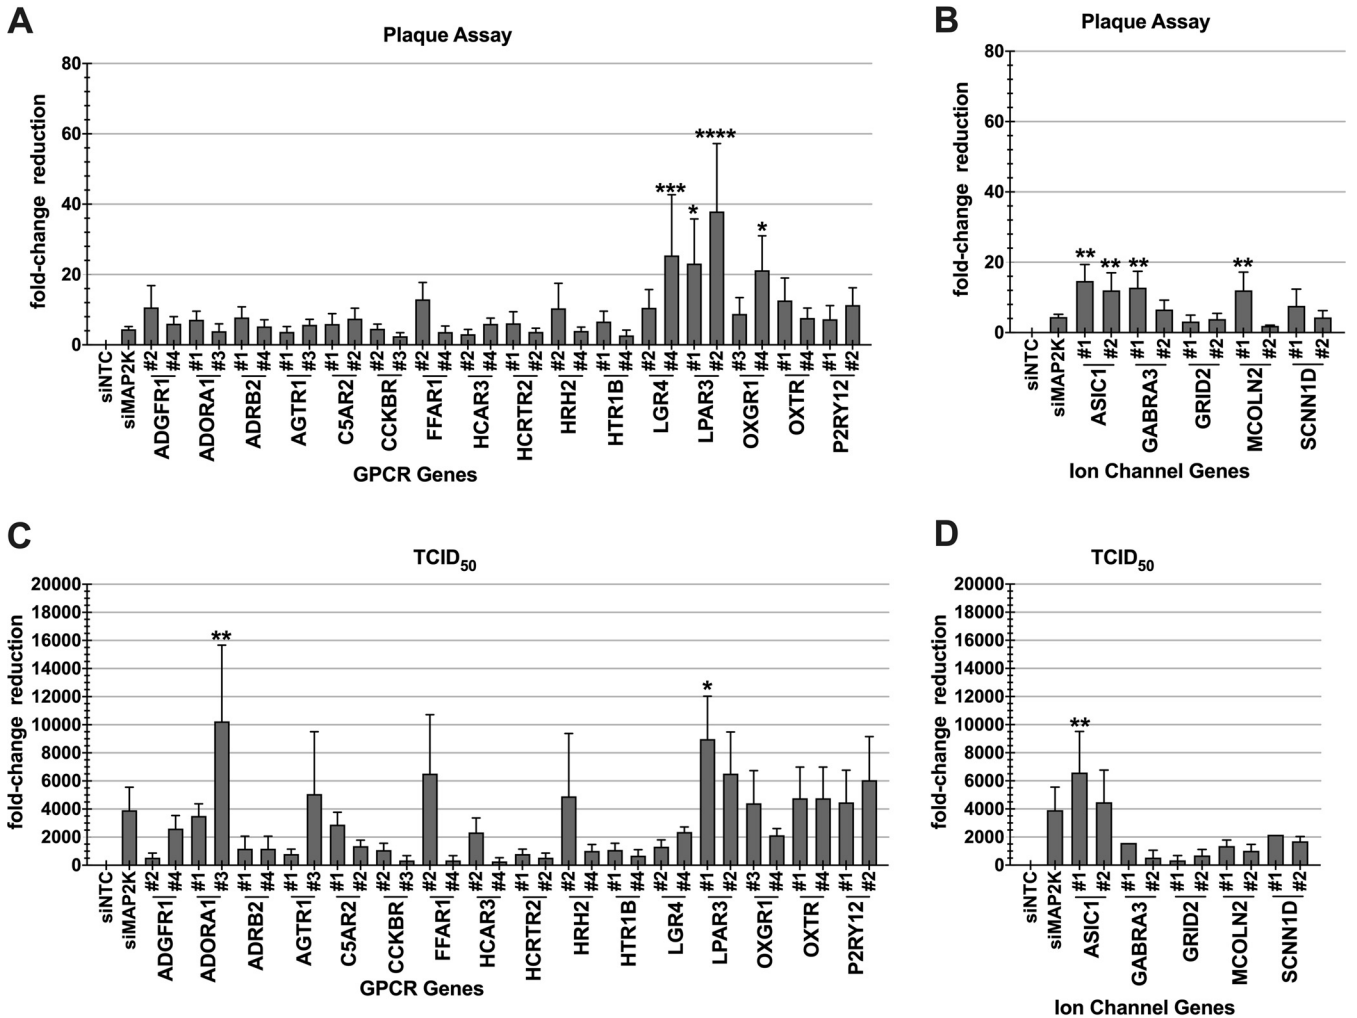 A
Plaque Assay
fold-change reduction
80
60
40
20
0
*** * **** *
siNTC siMAP2K #2 #4 #1 #3 #1 #4 #1 #3 #1 #2 #2 #3 #2 #4 #3 #4 #1 #2 #2 #4 #1 #4 #2 #4 #1 #2 #3 #4 #1 #4 #1 #2
ADGFR1 ADORA1 ADRB2 AGTR1 C5AR2 CCKBR FFAR1 HCAR3 HCRTR2 HRH2 HTR1B LGR4 LPAR3 OXGR1 OXTR P2RY12
GPCR Genes
B
Plaque Assay
fold-change reduction
80
60
40
20
0
** ** ** **
siNTC siMAP2K #1 #2 #1 #2 #1 #2 #1 #2 #1 #2
ASIC1 GABRA3 GRID2 MCOLN2 SCNN1D
Ion Channel Genes
C
TCID50
fold-change reduction
20000
18000
16000
14000
12000
10000
8000
6000
4000
2000
0
** *
siNTC siMAP2K #2 #4 #1 #3 #1 #4 #1 #3 #1 #2 #2 #3 #2 #4 #3 #4 #1 #2 #2 #4 #1 #4 #2 #4 #1 #2 #3 #4 #1 #4 #1 #2
ADGFR1 ADORA1 ADRB2 AGTR1 C5AR2 CCKBR FFAR1 HCAR3 HCRTR2 HRH2 HTR1B LGR4 LPAR3 OXGR1 OXTR P2RY12
GPCR Genes
D
TCID50
fold-change reduction
20000
18000
16000
14000
12000
10000
8000
6000
4000
2000
0
**
siNTC siMAP2K #1 #2 #1 #2 #1 #2 #1 #2 #1 #2
ASIC1 GABRA3 GRID2 MCOLN2 SCNN1D
Ion Channel Genes